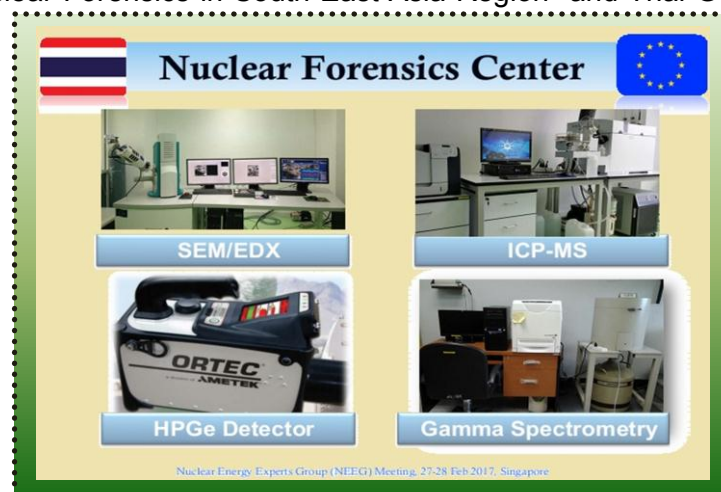 Nuclear Forensics Center
SEM/EDX
ICP-MS
ORTEC
AMETEK
HPGe Detector
Gamma Spectrometry
Nuclear Energy Experts Group (NEEG) Meeting, 27-28 Feb 2017, Singapore